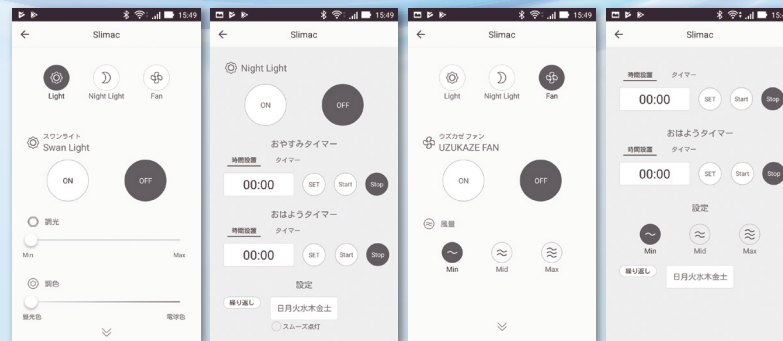 15:49
Slimac
Light
Night Light
Fan
スワンライト
Swan Light
ON
OFF
調光
Min
Max
調色
昼光色
電球色
15:49
Slimac
Night Light
ON
OFF
おやすみタイマー
時間設置 タイマー
00:00 SET Start Stop
おはようタイマー
時間設置 タイマー
00:00 SET Start Stop
設定
繰り返し
日月火水木金土
スムーズ点灯
15:49
Slimac
Light
Night Light
Fan
ウズカゼ ファン
UZUKAZE FAN
ON
OFF
風量
Min
Mid
Max
Slimac
時間設置 タイマー
00:00 SET Start Stop
おはようタイマー
時間設置 タイマー
00:00 SET Start Stop
設定
Min
Mid
Max
繰り返し
日月火水木金土